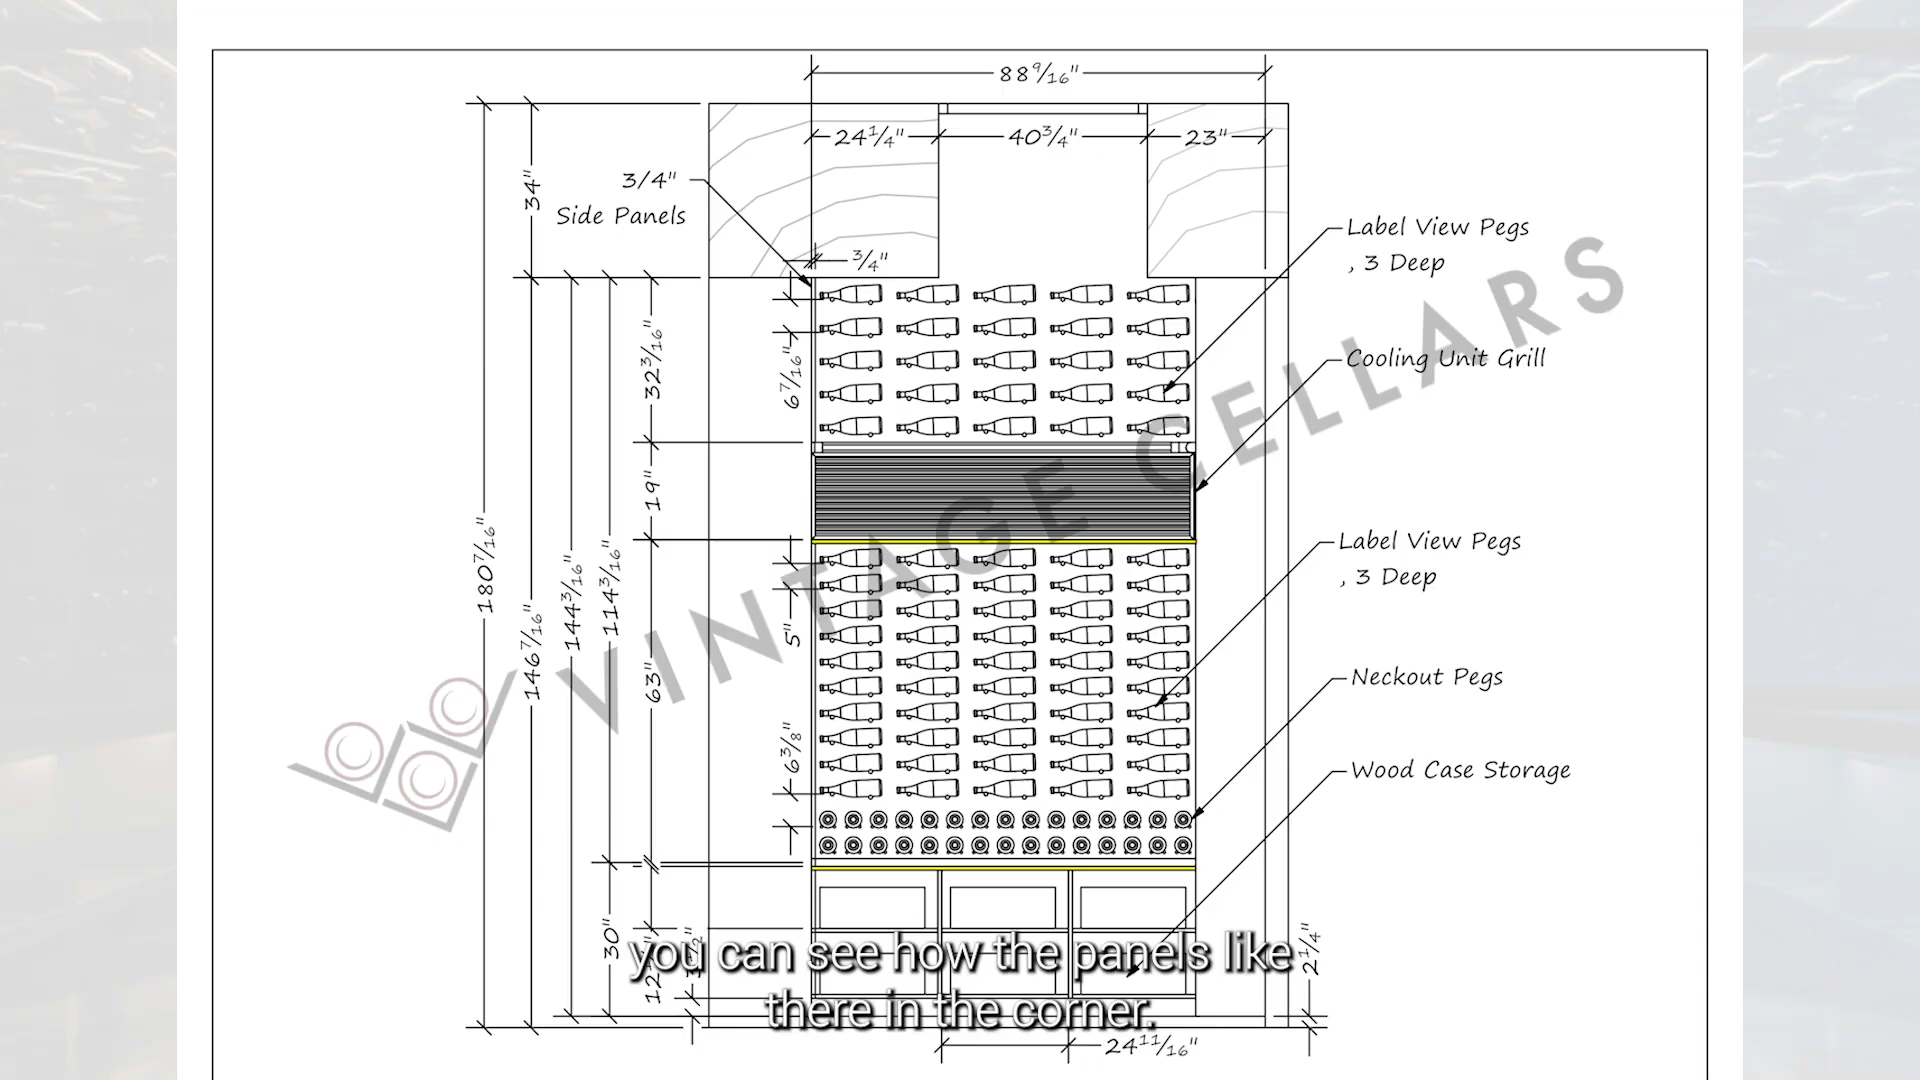 88 9/16"
24 1/4"
40 3/4"
23"
3/4"
Side Panels
34"
3/4"
Label View Pegs
, 3 Deep
Cooling Unit Grill
32 3/16"
6 7/16"
19"
VINTAGE CELLARS
Label View Pegs
, 3 Deep
180 7/16"
146 7/16"
144 3/16"
114 3/16"
63"
5"
6 3/8"
Neckout Pegs
Wood Case Storage
30"
2 1/4"
you can see how the panels like
there in the corner.
24 11/16"